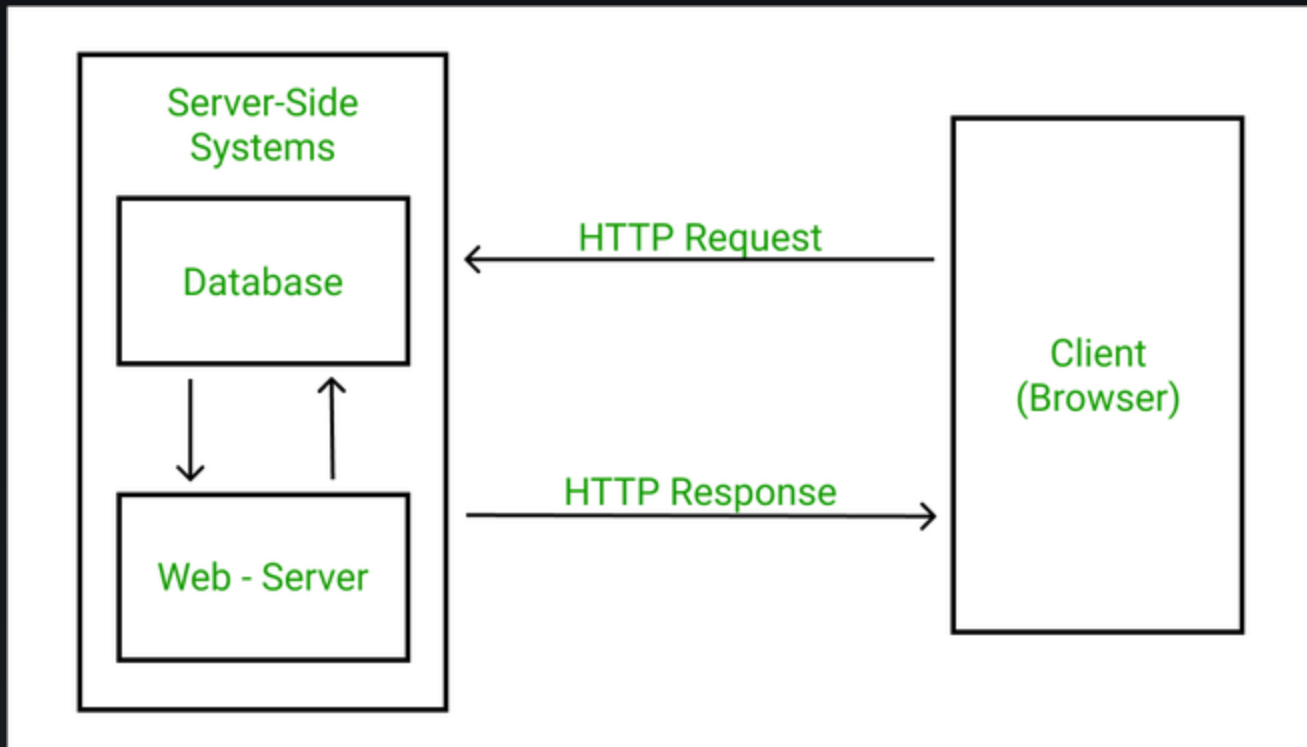 Server-Side
Systems
Database
Web - Server
HTTP Request
HTTP Response
Client
(Browser)